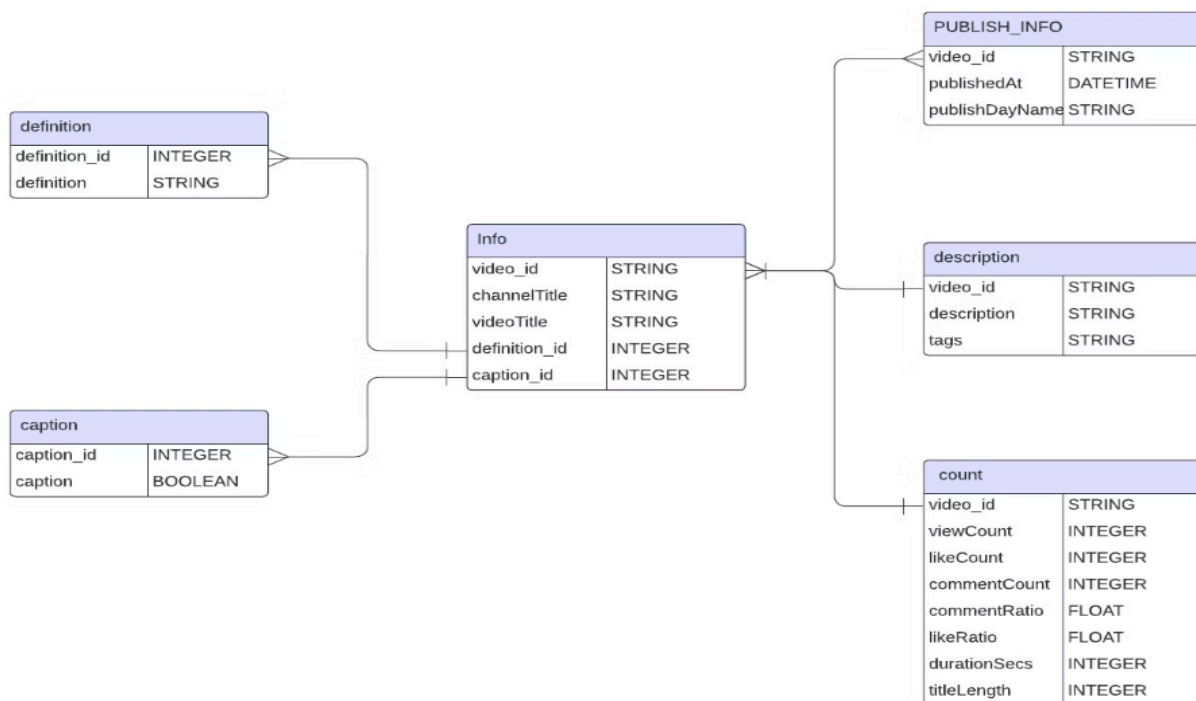 PUBLISH_INFO
video_id STRING
publishedAt DATETIME
publishDayName STRING
definition
definition_id INTEGER
definition STRING
Info
video_id STRING
channelTitle STRING
videoTitle STRING
definition_id INTEGER
caption_id INTEGER
description
video_id STRING
description STRING
tags STRING
caption
caption_id INTEGER
caption BOOLEAN
count
video_id STRING
viewCount INTEGER
likeCount INTEGER
commentCount INTEGER
commentRatio FLOAT
likeRatio FLOAT
durationSecs INTEGER
titleLength INTEGER